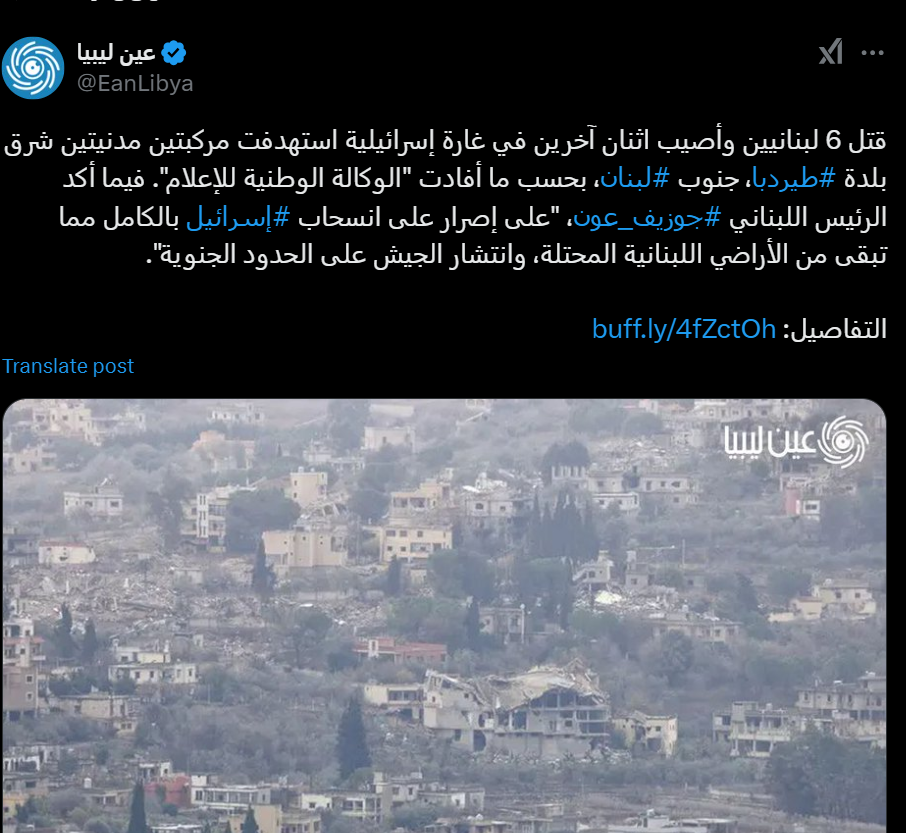 عين ليبيا
@EanLibya
قتل 6 لبنانيين وأصيب اثنان آخرين في غارة إسرائيلية استهدفت مركبتين مدنيتين شرق
بلدة #طيردبا، جنوب #لبنان، بحسب ما أفادت "الوكالة الوطنية للإعلام". فيما أكد
الرئيس اللبناني #جوزيف_عون، "على إصرار على انسحاب #إسرائيل بالكامل مما
تبقى من الأراضي اللبنانية المحتلة، وانتشار الجيش على الحدود الجنوبية".
التفاصيل: buff.ly/4fZctOh
Translate post
عين ليبيا